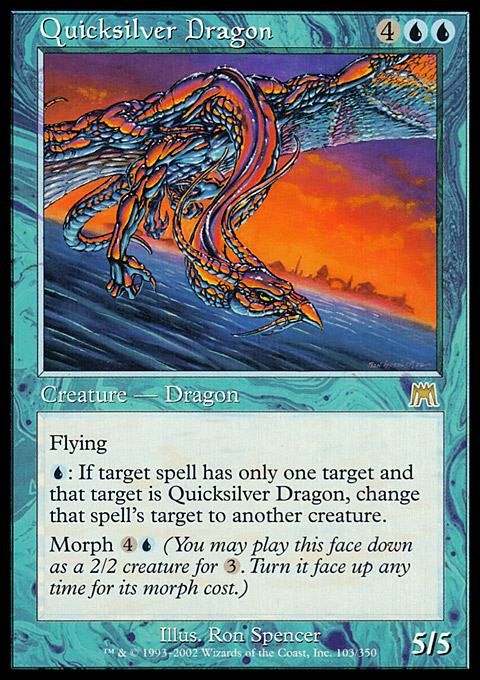 Quicksilver Dragon 4
Creature — Dragon
Flying
: If target spell has only one target and
that target is Quicksilver Dragon, change
that spell's target to another creature.
Morph 4 (You may play this face down
as a 2/2 creature for 3. Turn it face up any
time for its morph cost.)
Illus. Ron Spencer
5/5
™ & © 1993-2002 Wizards of the Coast, Inc. 103/350